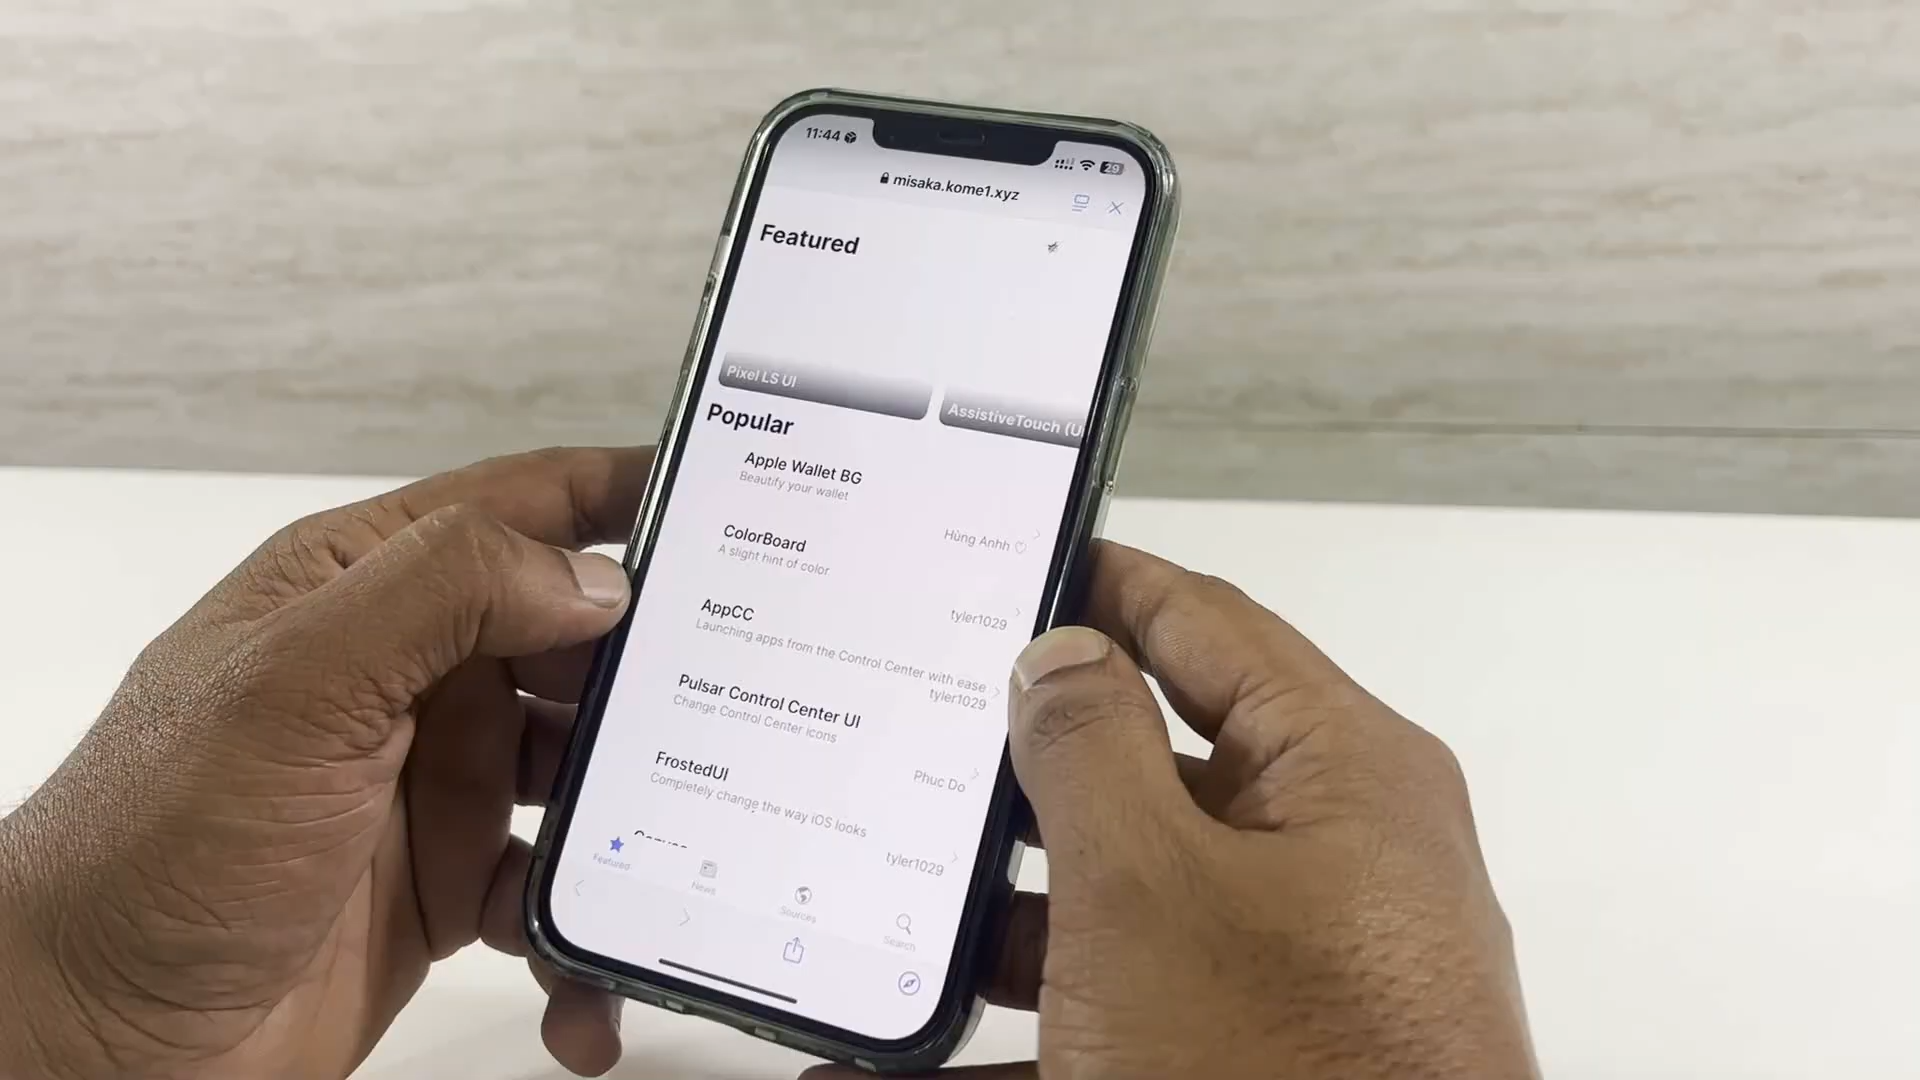 11:44
29
misaka.kome1.xyz
Featured
Pixel LS UI
AssistiveTouch (U
Popular
Apple Wallet BG
Beautify your wallet
Hùng Anhh ♡
ColorBoard
A slight hint of color
tyler1029
AppCC
Launching apps from the Control Center with ease
tyler1029
Pulsar Control Center UI
Change Control Center icons
Phuc Do
FrostedUI
Completely change the way iOS looks
tyler1029
Featured
News
Sources
Search